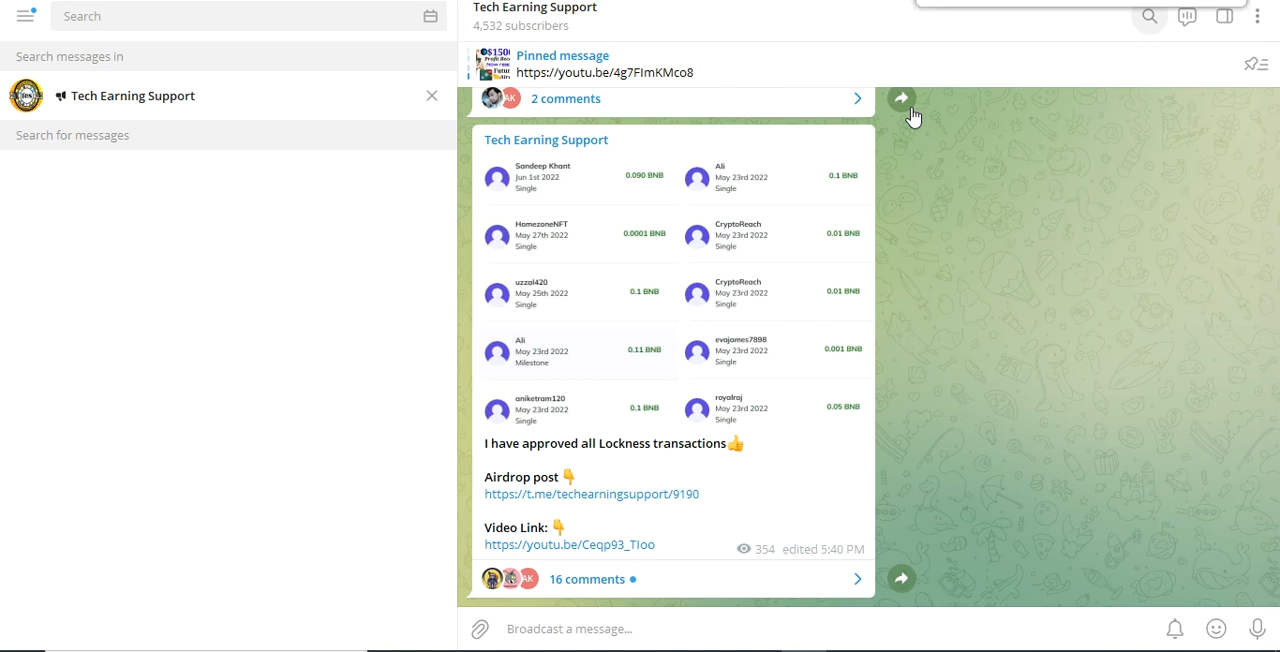 Search
Search messages in
Tech Earning Support
Search for messages
Tech Earning Support
4,532 subscribers
$150
Pinned message
https://youtu.be/4g7FImKMco8
AK
2 comments
Tech Earning Support
Sandeep Khant
Jun 1st 2022
Single
0.090 BNB
Ali
May 23rd 2022
Single
0.1 BNB
HomezoneNFT
May 27th 2022
Single
0.0001 BNB
CryptoReach
May 23rd 2022
Single
0.01 BNB
uzzal420
May 25th 2022
Single
0.1 BNB
CryptoReach
May 23rd 2022
Single
0.01 BNB
Ali
May 23rd 2022
Milestone
0.11 BNB
evajames7898
May 23rd 2022
Single
0.001 BNB
aniketram120
May 23rd 2022
Single
0.1 BNB
royalraj
May 23rd 2022
Single
0.05 BNB
I have approved all Lockness transactions👍
Airdrop post 👇
https://t.me/techearningsupport/9190
Video Link: 👇
https://youtu.be/Ceqp93_TIoo
354 edited 5:40 PM
AK
16 comments
Broadcast a message...